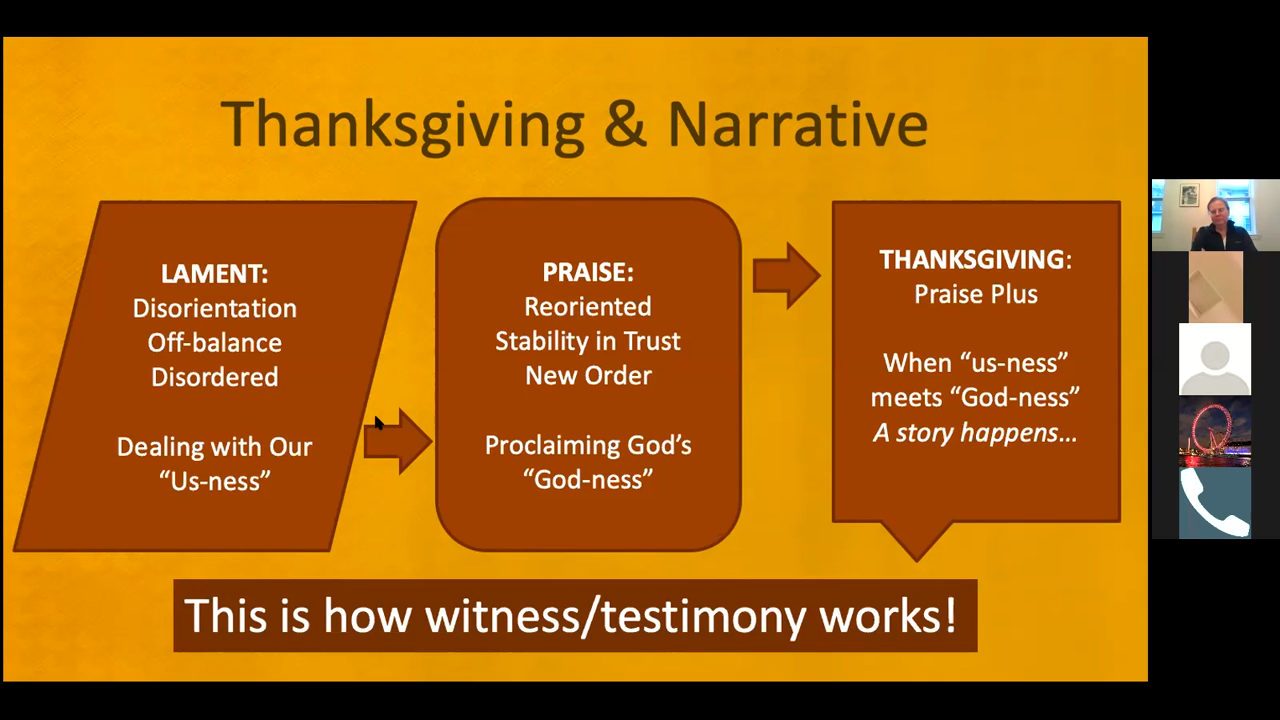 Thanksgiving & Narrative
LAMENT:
Disorientation
Off-balance
Disordered
Dealing with Our
“Us-ness”
PRAISE:
Reoriented
Stability in Trust
New Order
Proclaiming God’s
“God-ness”
THANKSGIVING:
Praise Plus
When “us-ness”
meets “God-ness”
A story happens…
This is how witness/testimony works!